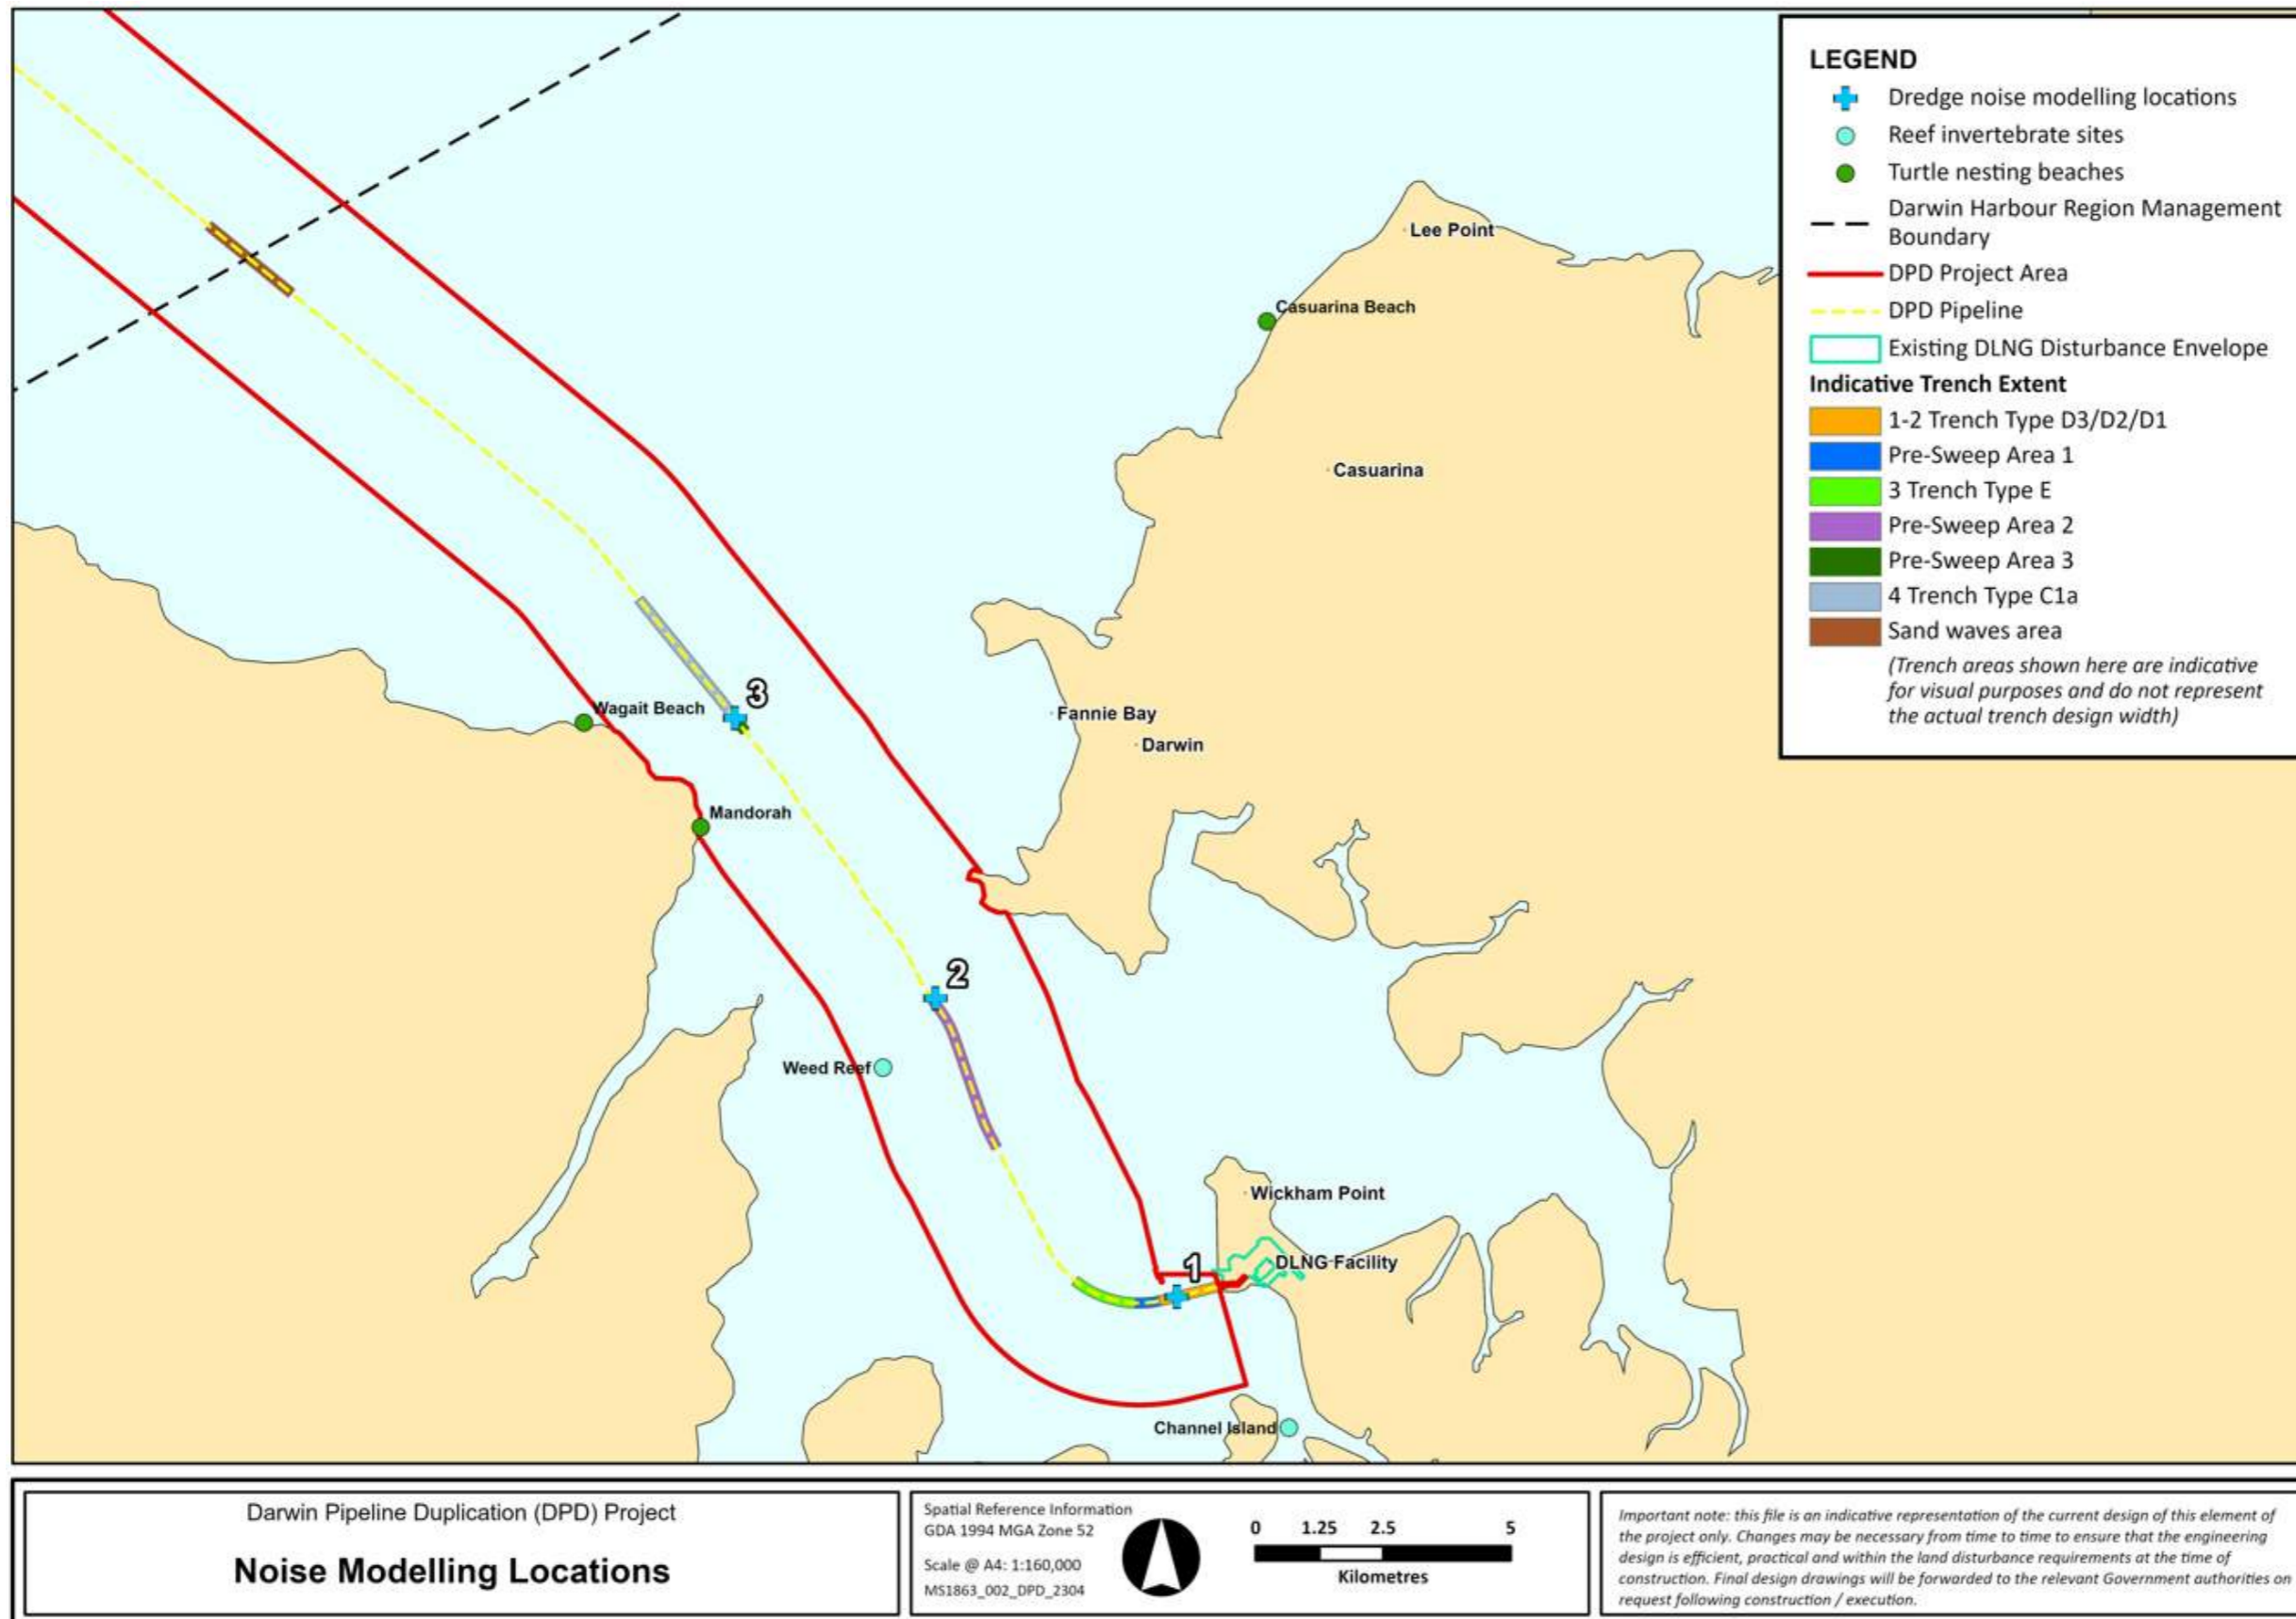 LEGEND
Dredge noise modelling locations
Reef invertebrate sites
Turtle nesting beaches
Darwin Harbour Region Management
Boundary
DPD Project Area
DPD Pipeline
Existing DLNG Disturbance Envelope
Indicative Trench Extent
1-2 Trench Type D3/D2/D1
Pre-Sweep Area 1
3 Trench Type E
Pre-Sweep Area 2
Pre-Sweep Area 3
4 Trench Type C1a
Sand waves area
(Trench areas shown here are indicative
for visual purposes and do not represent
the actual trench design width)
Lee Point
Casuarina Beach
Casuarina
3
Wagait Beach
Fannie Bay
Darwin
Mandorah
2
Weed Reef
Wickham Point
1
DLNG Facility
Channel Island
Darwin Pipeline Duplication (DPD) Project
Noise Modelling Locations
Spatial Reference Information
GDA 1994 MGA Zone 52
Scale @ A4: 1:160,000
MS1863_002_DPD_2304
0 1.25 2.5 5
Kilometres
Important note: this file is an indicative representation of the current design of this element of
the project only. Changes may be necessary from time to time to ensure that the engineering
design is efficient, practical and within the land disturbance requirements at the time of
construction. Final design drawings will be forwarded to the relevant Government authorities on
request following construction / execution.